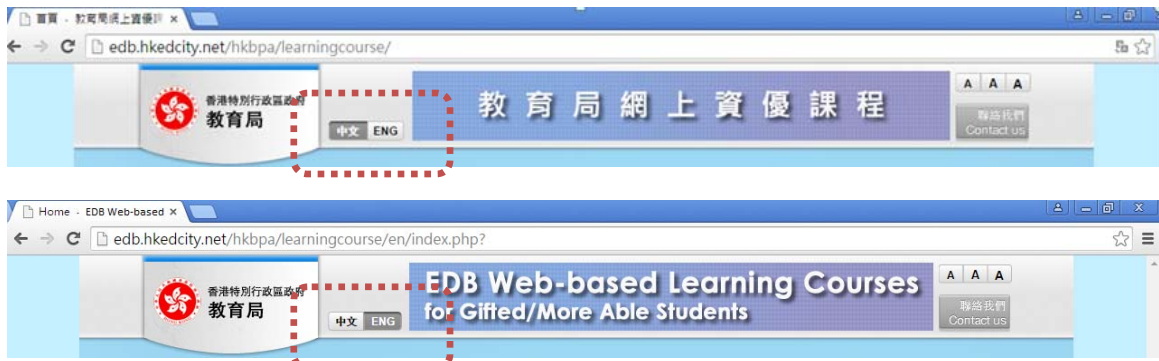 首頁 - 教育局網上資優課
edb.hkedcity.net/hkbpa/learningcourse/
香港特別行政區政府
教育局
中文 ENG
教育局網上資優課程
A A A
聯絡我們
Contact us
Home - EDB Web-based
edb.hkedcity.net/hkbpa/learningcourse/en/index.php?
香港特別行政區政府
教育局
中文 ENG
EDB Web-based Learning Courses
for Gifted/More Able Students
A A A
聯絡我們
Contact us